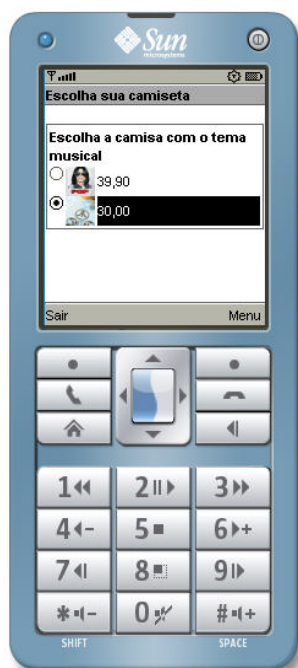 Sun
microsystems
Escolha sua camiseta
Escolha a camisa com o tema
musical
39,90
30,00
Sair Menu
1 2 3
4 - 5 6 +
7 8 9
* - 0 # +
SHIFT SPACE